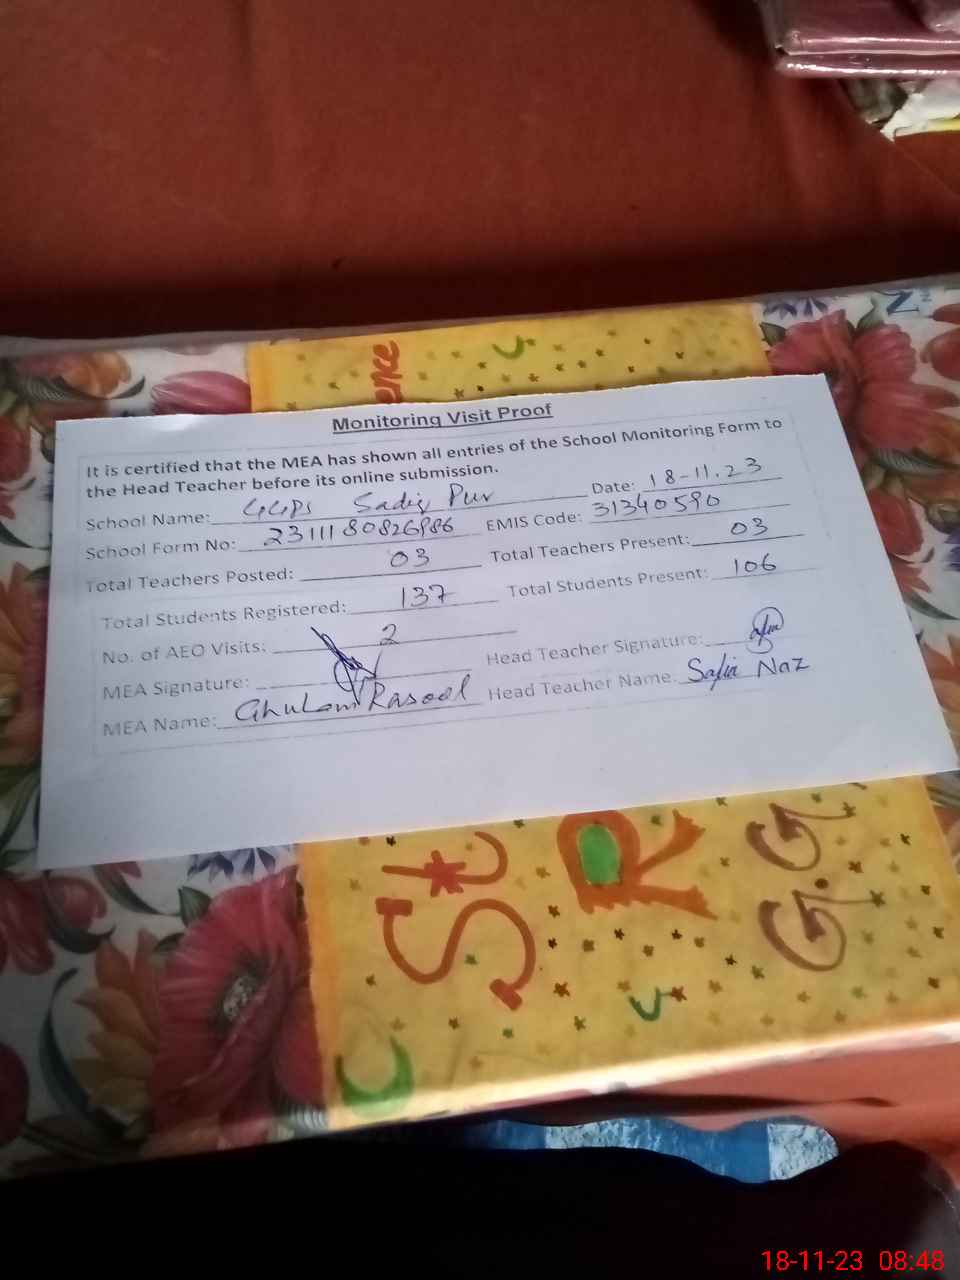 Monitoring Visit Proof
It is certified that the MEA has shown all entries of the School Monitoring Form to
the Head Teacher before its online submission.
School Name: GGPS Sadiq Pur Date: 18-11.23
School Form No: 2311180826986 EMIS Code: 31340590
Total Teachers Posted: 03 Total Teachers Present: 03
Total Students Registered: 137 Total Students Present: 106
No. of AEO Visits: 2
MEA Signature: Head Teacher Signature:
MEA Name: Ghulam Rasool Head Teacher Name: Safia Naz
St
R
G.G
18-11-23 08:48